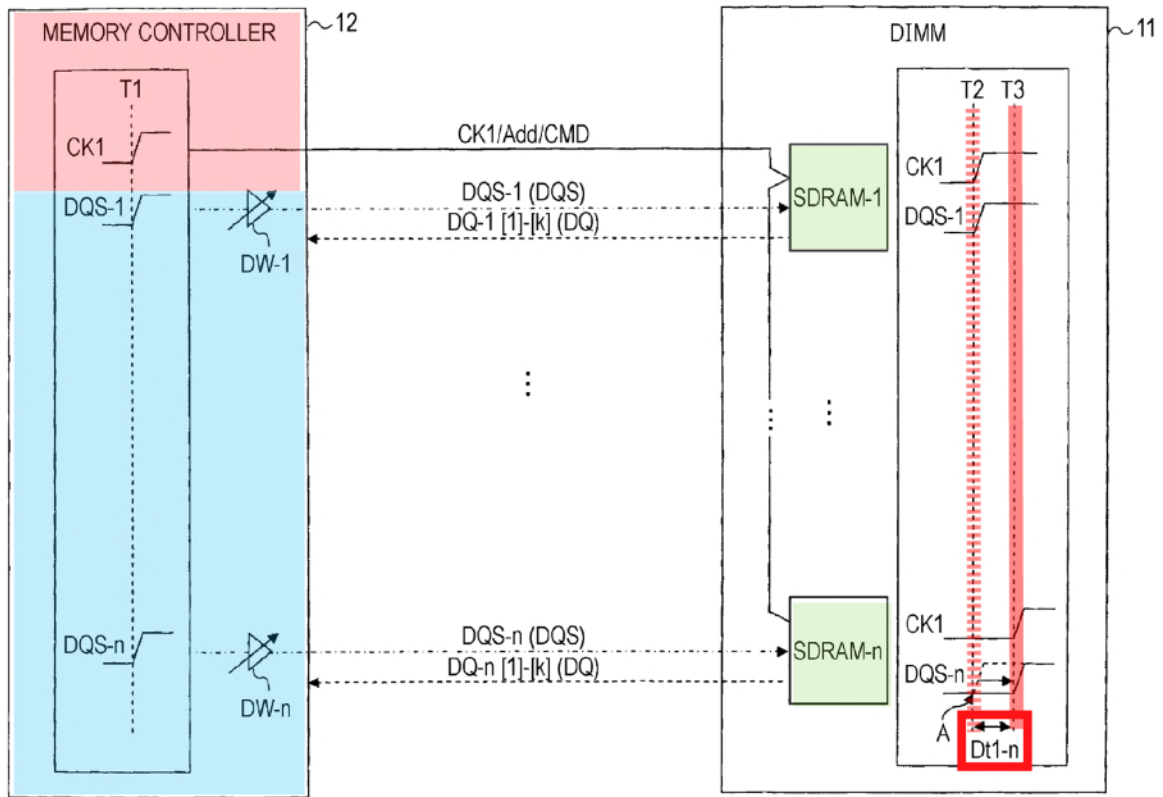 MEMORY CONTROLLER
12
T1
CK1
DQS-1
DW-1
DQS-n
DW-n
CK1/Add/CMD
DQS-1 (DQS)
DQ-1 [1]-[k] (DQ)
DQS-n (DQS)
DQ-n [1]-[k] (DQ)
DIMM
11
SDRAM-1
SDRAM-n
T2 T3
CK1
DQS-1
CK1
DQS-n
A
Dt1-n